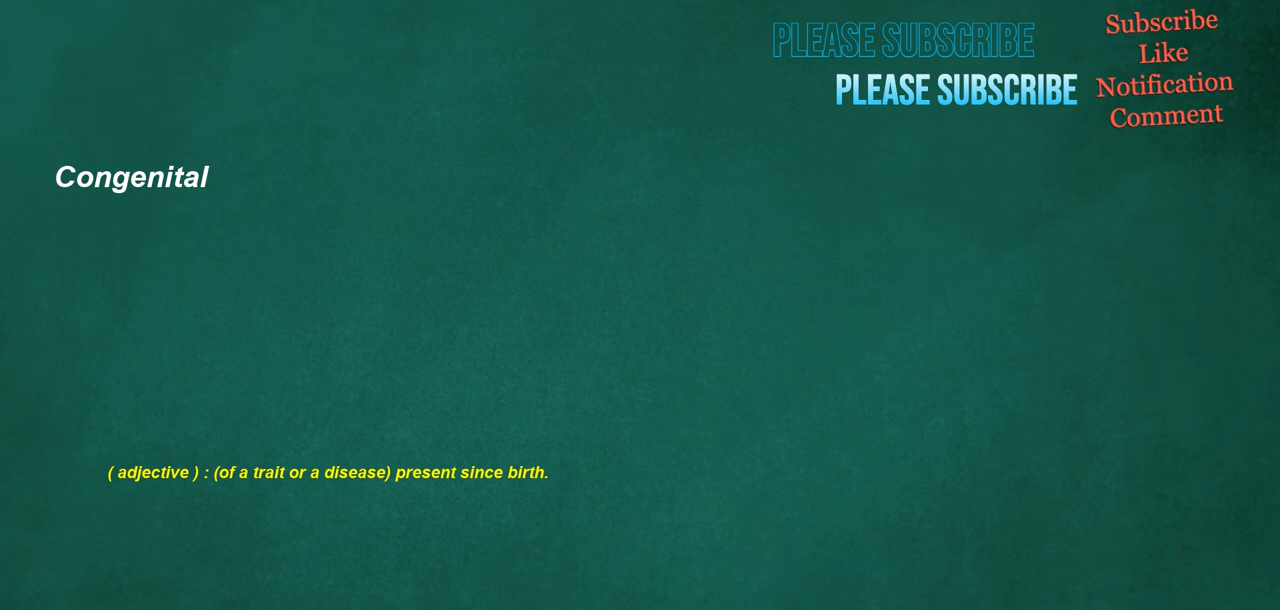 PLEASE SUBSCRIBE
PLEASE SUBSCRIBE
Subscribe
Like
Notification
Comment
Congenital
( adjective ) : (of a trait or a disease) present since birth.